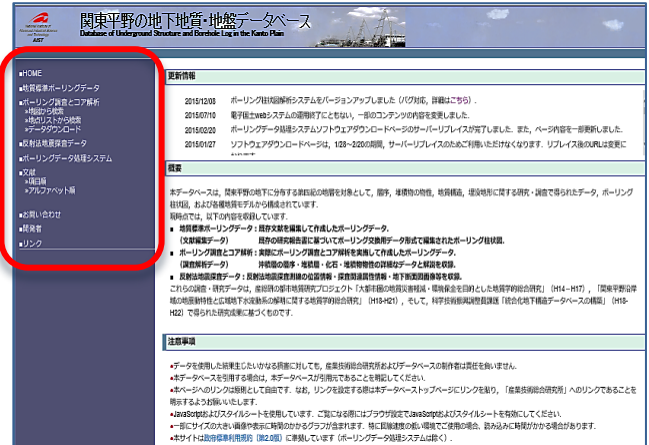 関東平野の地下地質・地盤データベース
Database of Underground Structure and Borehole Log in the Kanto Plain
AIST
■HOME
■地質標準ボーリングデータ
■ボーリング調査とコア解析
»地図から検索
»地点リストから検索
»データダウンロード
■反射法地震探査データ
■ボーリングデータ処理システム
■文献
»項目順
»アルファベット順
■お問い合わせ
■開発者
■リンク
更新情報
2015/12/08 ボーリング柱状図解析システムをバージョンアップしました（バグ対応，詳細はこちら）．
2015/07/10 電子国土webシステムの運用終了にともない，一部のコンテンツの内容を変更しました．
2015/02/20 ボーリングデータ処理システムソフトウェアダウンロードページのサーバーリプレイスが完了しました．また，ページ内容を一部更新しました．
2015/01/27 ソフトウェアダウンロードページは，1/28～2/20の期間，サーバーリプレイスのためご利用いただけなくなります．リプレイス後のURLは変更に
概要
本データベースは，関東平野の地下に分布する第四紀の地層を対象として，層序，堆積物の物性，地質構造，埋没地形に関する研究・調査で得られたデータ，ボーリング
柱状図，および各種地質モデルから構成されています．
現時点では，以下の内容を収録しています．
■ 地質標準ボーリングデータ：既存文献を編集して作成したボーリングデータ．
（文献編集データ） 既存の研究報告書に基づいてボーリング交換用データ形式で編集されたボーリング柱状図．
■ ボーリング調査とコア解析：実際にボーリング調査とコア解析を実施して作成したボーリングデータ．
（調査解析データ） 沖積層の層序・堆積層・化石・堆積物物性の詳細なデータと解説を収録．
■ 反射法地震探査データ：反射法地震探査測線の位置情報・探査関連属性情報・地下断面図画像等を収録．
これらの調査・研究データは，産総研の都市地質研究プロジェクト「大都市圏の地質災害軽減・環境保全を目的とした地質学的総合研究」（H14－H17），「関東平野沿岸
域の地震動特性と広域地下水流動系の解明に関する地質学的総合研究」（H18-H21），そして，科学技術振興調整費課題「統合化地下構造データベースの構築」（H18-
H22）で得られた研究成果に基づくものです．
注意事項
●データを使用した結果生じたいかなる損害に対しても，産業技術総合研究所およびデータベースの制作者は責任を負いません．
●本データベースを引用する場合は，本データベースが引用元であることを明記してください．
●本ページへのリンクは原則として自由です．なお，リンクを設定する際は本データベーストップページにリンクを貼り，「産業技術総合研究所」へのリンクであることを
明示するようお願いいたします．
●JavaScriptおよびスタイルシートを使用しています．ご覧になる際にはブラウザ設定でJavaScriptおよびスタイルシートを有効にしてください．
●一部にサイズの大きい画像や表示に時間のかかるグラフが含まれます．特に回線速度の低い環境でご使用の場合，読み込みに時間がかかる場合があります．
●本サイトは政府標準利用規約（第2.0版）に準拠しています（ボーリングデータ処理システムは除く）．